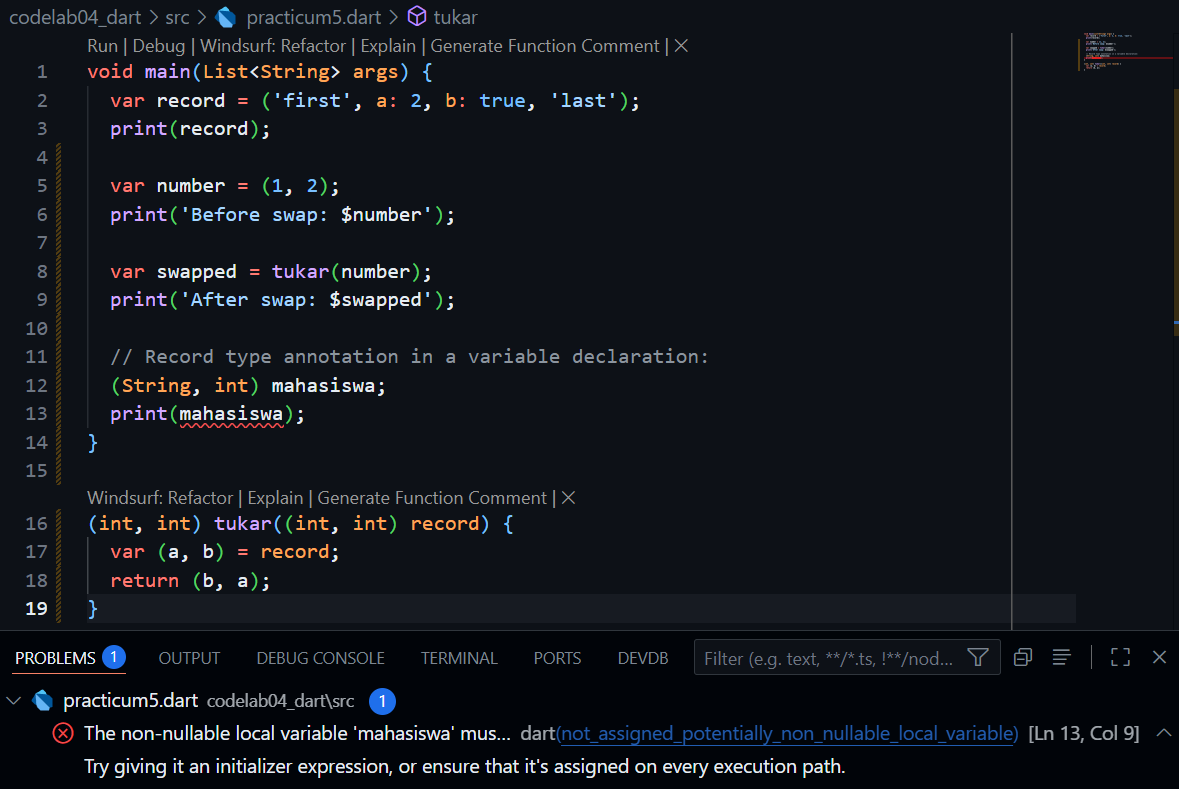 codelab04_dart > src > practicum5.dart > tukar
Run | Debug | Windsurf: Refactor | Explain | Generate Function Comment | ×
1 void main(List<String> args) {
2 var record = ('first', a: 2, b: true, 'last');
3 print(record);
4
5 var number = (1, 2);
6 print('Before swap: $number');
7
8 var swapped = tukar(number);
9 print('After swap: $swapped');
10
11 // Record type annotation in a variable declaration:
12 (String, int) mahasiswa;
13 print(mahasiswa);
14 }
15
Windsurf: Refactor | Explain | Generate Function Comment | ×
16 (int, int) tukar((int, int) record) {
17 var (a, b) = record;
18 return (b, a);
19 }
PROBLEMS 1 OUTPUT DEBUG CONSOLE TERMINAL PORTS DEVDB Filter (e.g. text, **/*.ts, !**/nod...
practicum5.dart codelab04_dart\src 1
The non-nullable local variable 'mahasiswa' mus... dart(not_assigned_potentially_non_nullable_local_variable) [Ln 13, Col 9]
Try giving it an initializer expression, or ensure that it's assigned on every execution path.